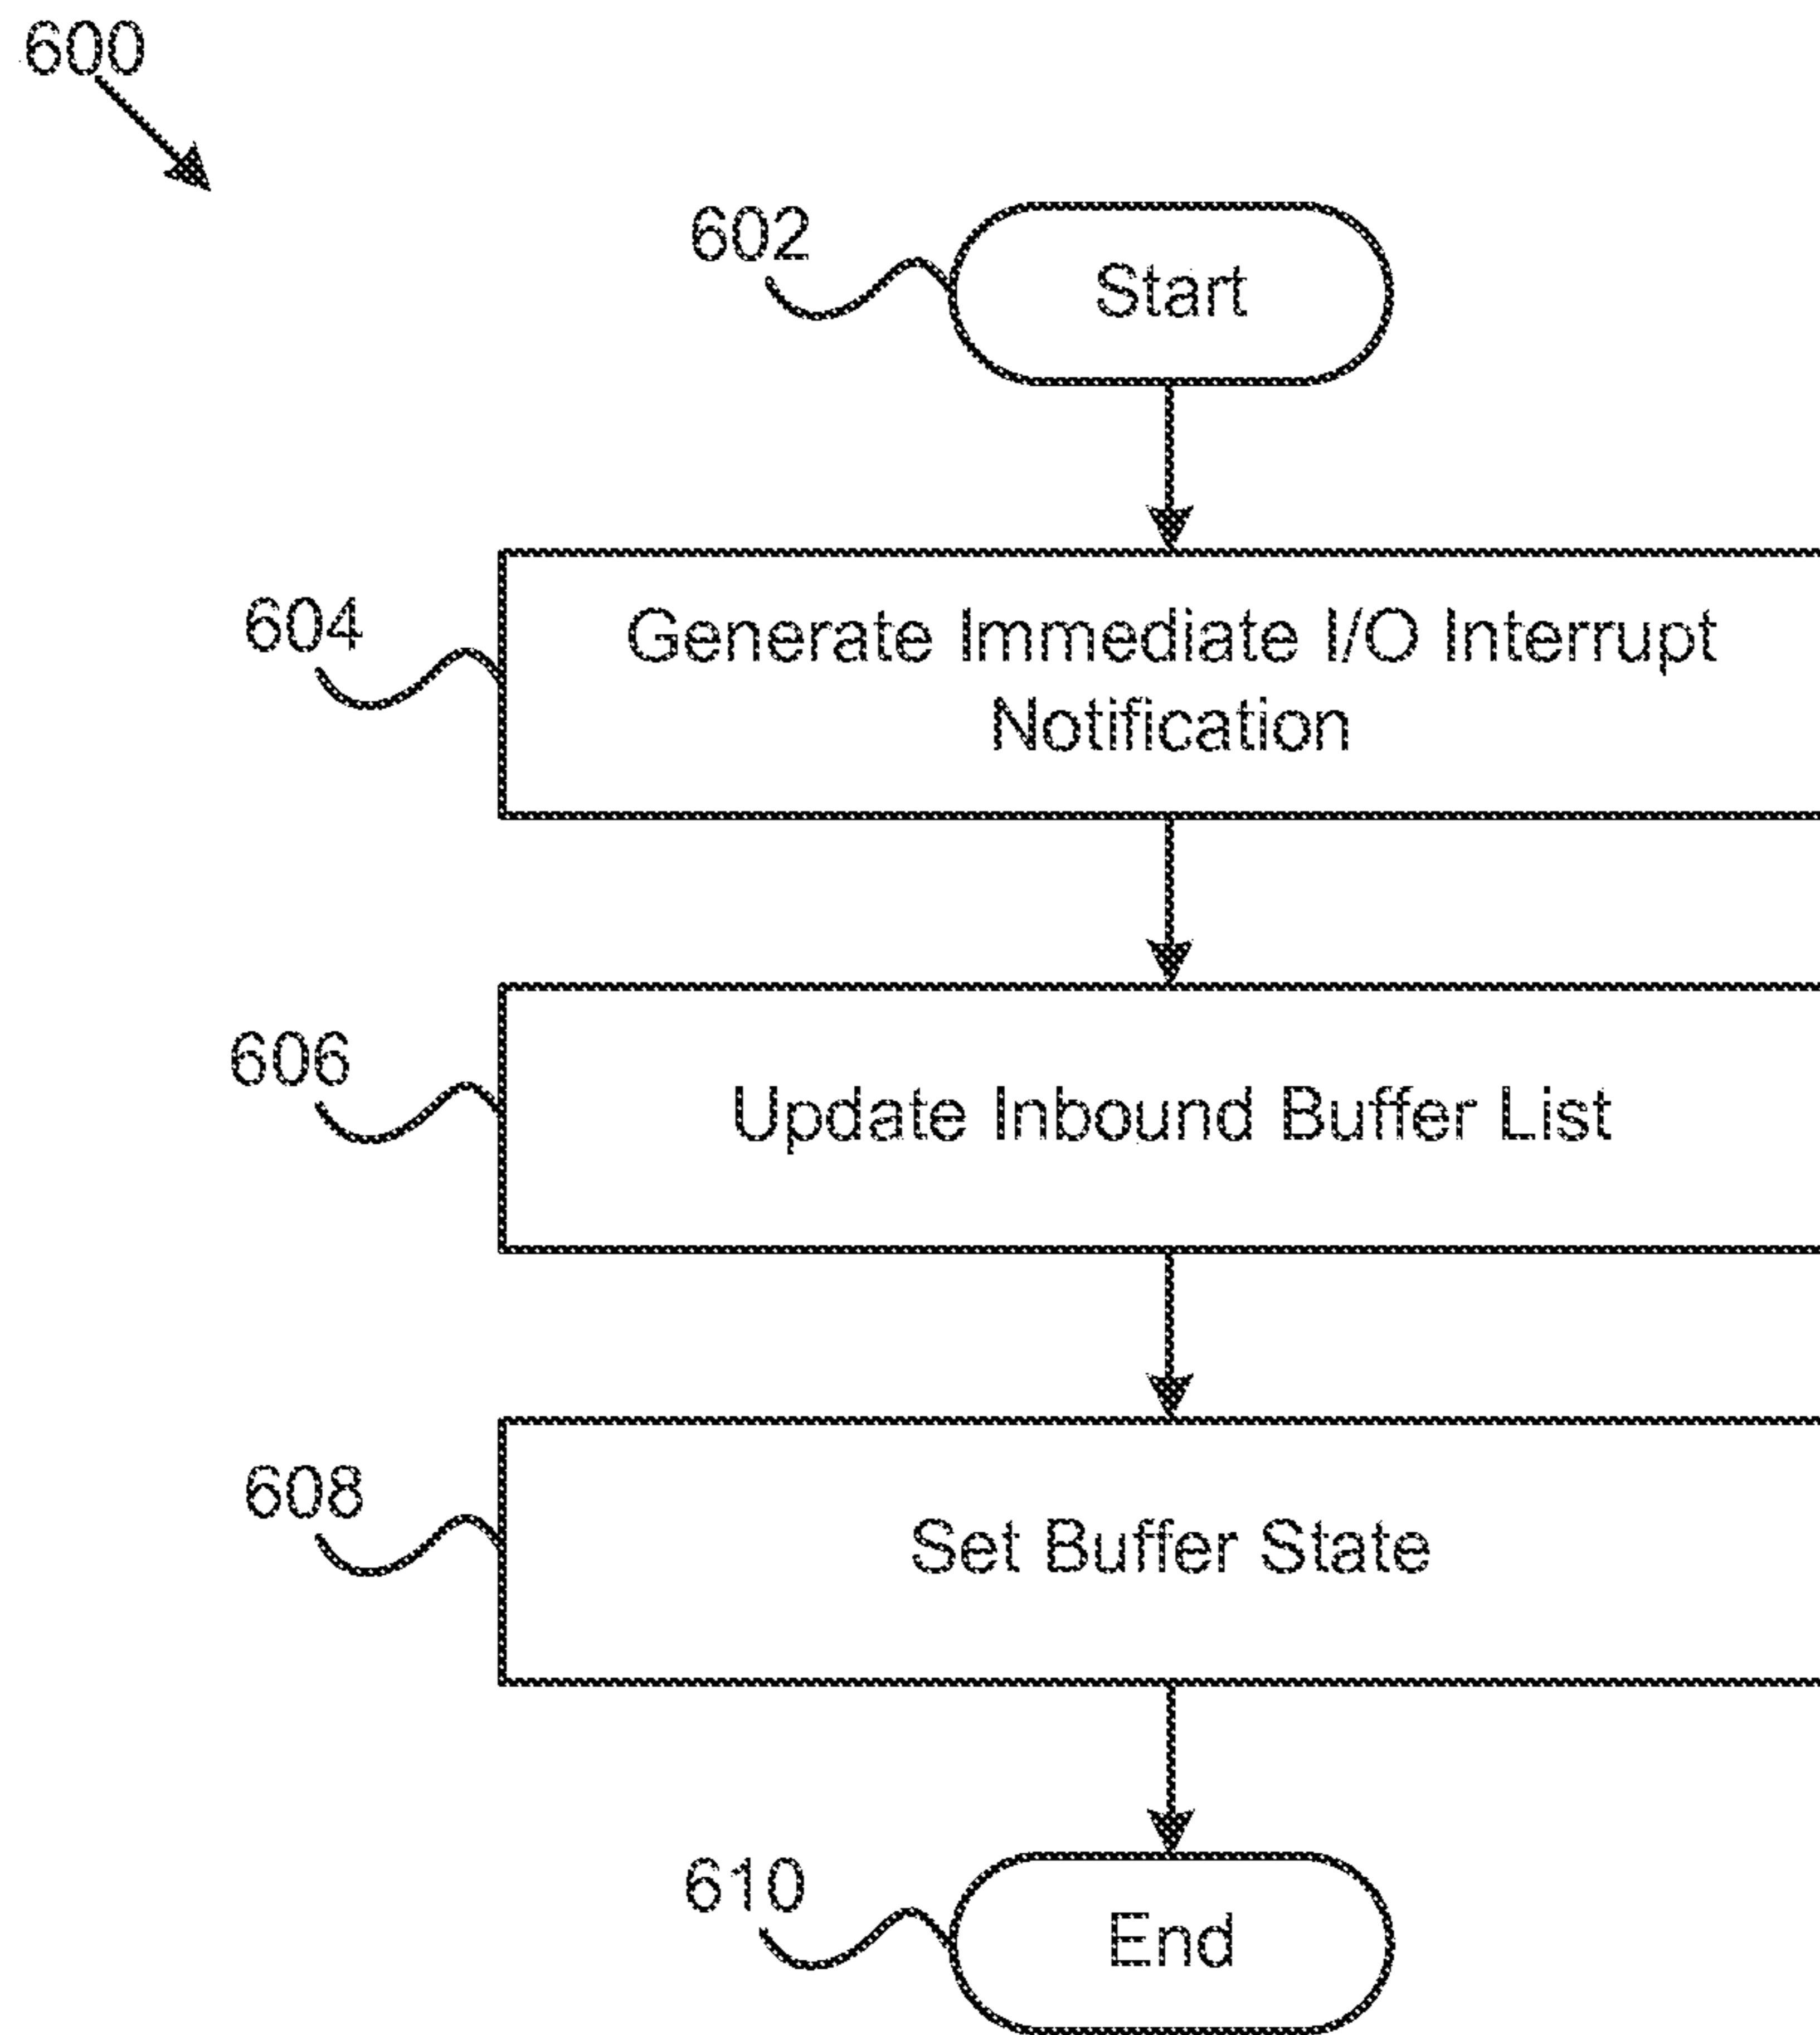 600
602
Start
604
Generate Immediate I/O Interrupt
Notification
606
Update Inbound Buffer List
608
Set Buffer State
610
End